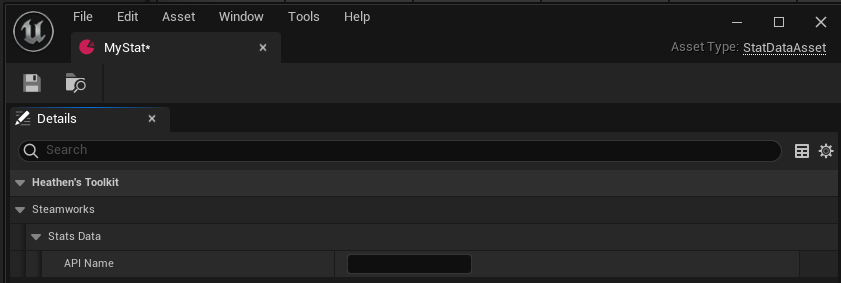 File Edit Asset Window Tools Help
MyStat*
Asset Type: StatDataAsset
Details
Search
Heathen's Toolkit
Steamworks
Stats Data
API Name